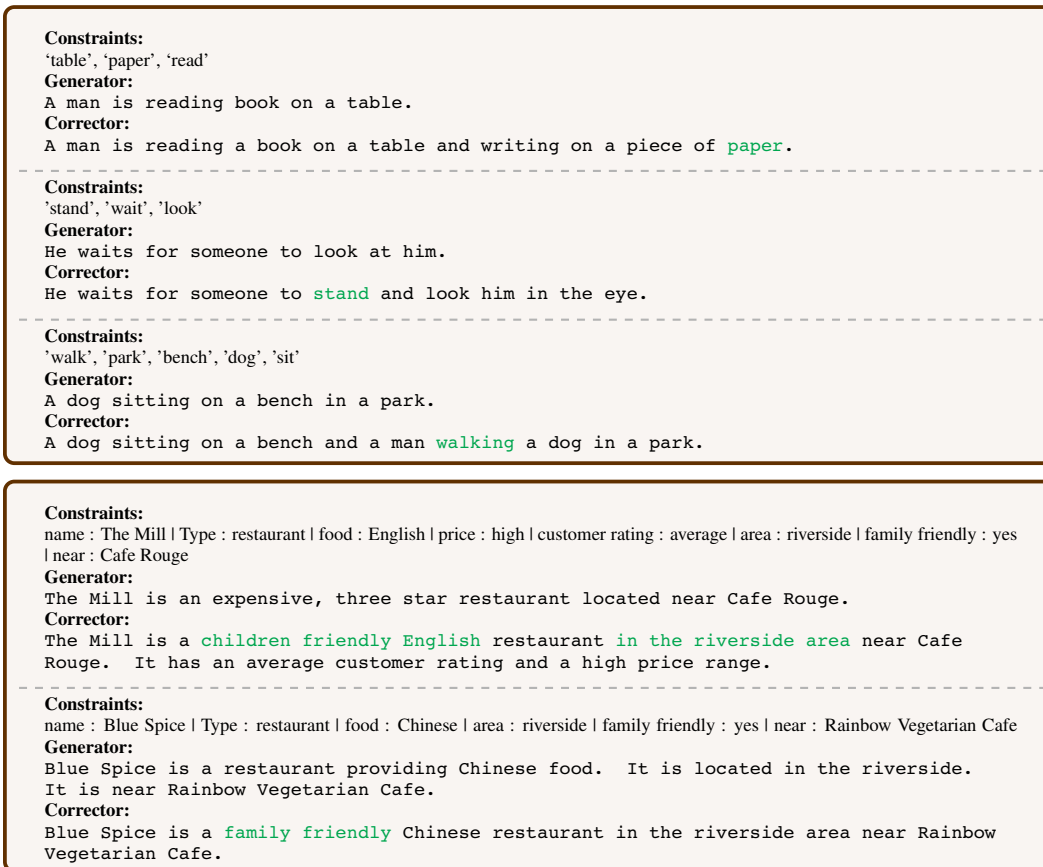 Constraints:
‘table’, ‘paper’, ‘read’
Generator:
A man is reading book on a table.
Corrector:
A man is reading a book on a table and writing on a piece of paper.
Constraints:
’stand’, ’wait’, ’look’
Generator:
He waits for someone to look at him.
Corrector:
He waits for someone to stand and look him in the eye.
Constraints:
’walk’, ’park’, ’bench’, ’dog’, ’sit’
Generator:
A dog sitting on a bench in a park.
Corrector:
A dog sitting on a bench and a man walking a dog in a park.
Constraints:
name : The Mill | Type : restaurant | food : English | price : high | customer rating : average | area : riverside | family friendly : yes
| near : Cafe Rouge
Generator:
The Mill is an expensive, three star restaurant located near Cafe Rouge.
Corrector:
The Mill is a children friendly English restaurant in the riverside area near Cafe
Rouge. It has an average customer rating and a high price range.
Constraints:
name : Blue Spice | Type : restaurant | food : Chinese | area : riverside | family friendly : yes | near : Rainbow Vegetarian Cafe
Generator:
Blue Spice is a restaurant providing Chinese food. It is located in the riverside.
It is near Rainbow Vegetarian Cafe.
Corrector:
Blue Spice is a family friendly Chinese restaurant in the riverside area near Rainbow
Vegetarian Cafe.